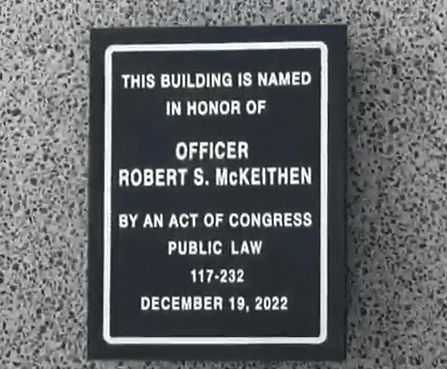 THIS BUILDING IS NAMED
IN HONOR OF
OFFICER
ROBERT S. McKEITHEN
BY AN ACT OF CONGRESS
PUBLIC LAW
117-232
DECEMBER 19, 2022